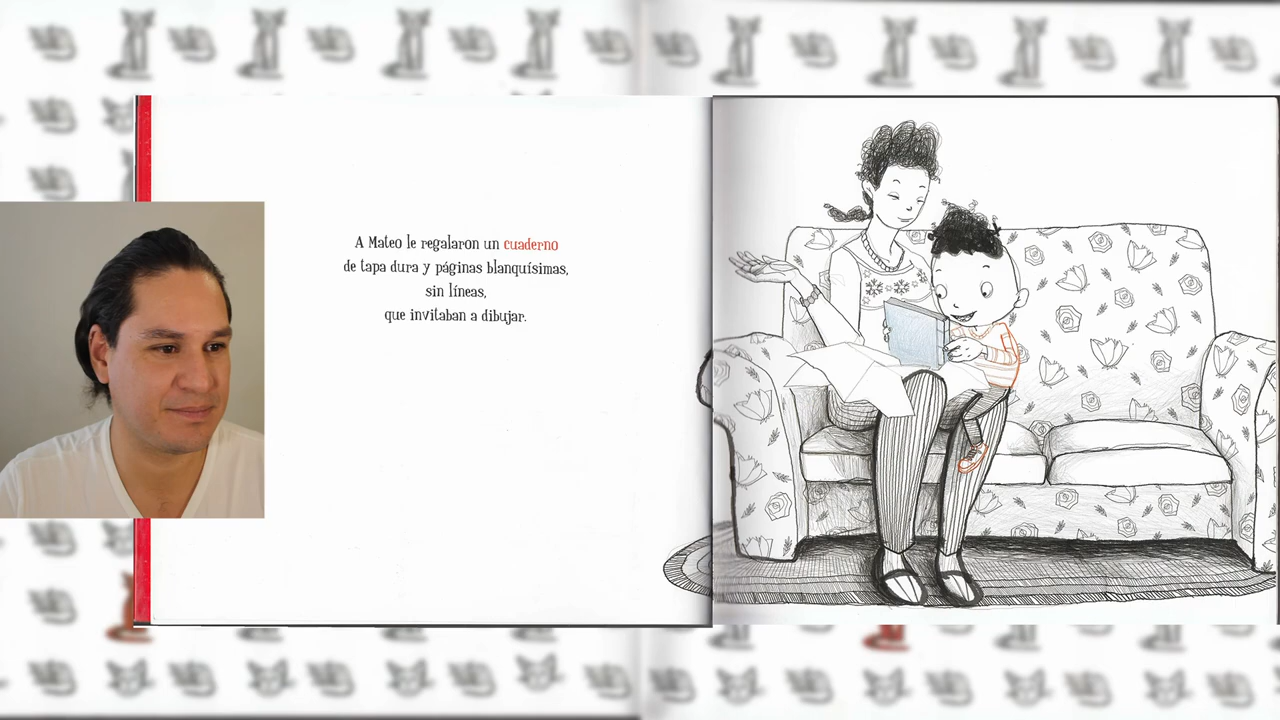 A Mateo le regalaron un cuaderno
de tapa dura y páginas blanquísimas,
sin líneas,
que invitaban a dibujar.